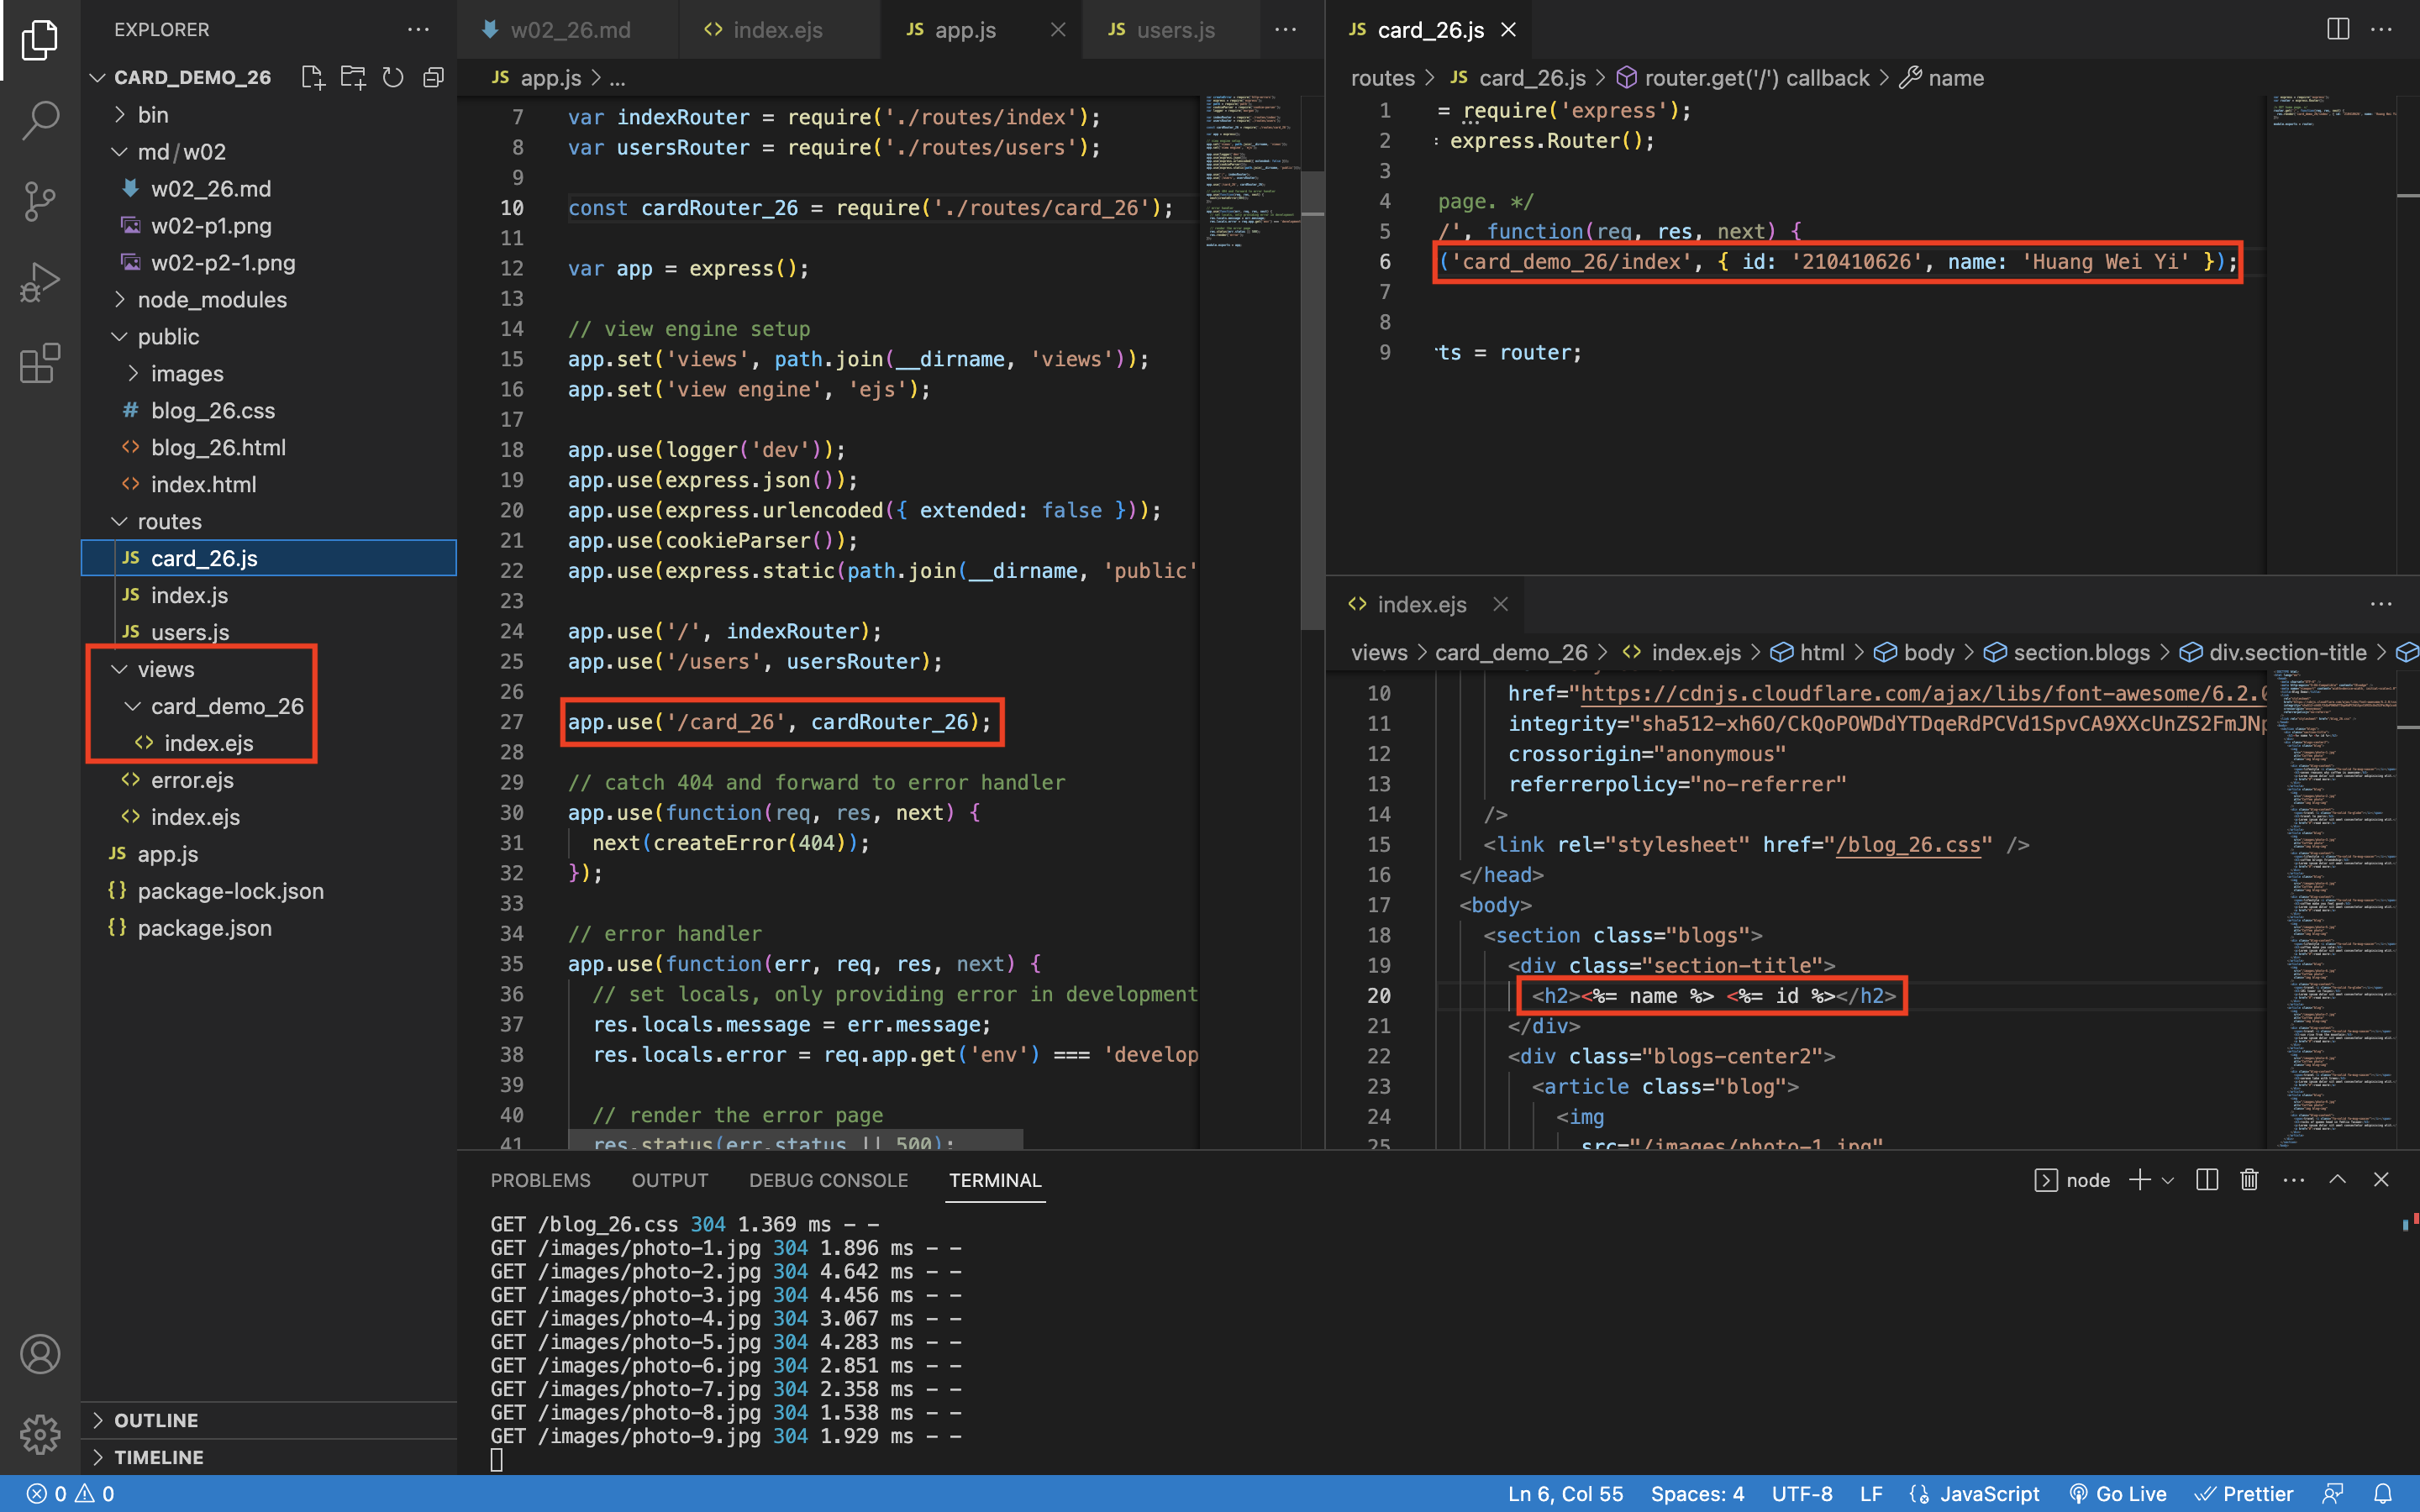 EXPLORER
CARD_DEMO_26
bin
md/w02
w02_26.md
w02-p1.png
w02-p2-1.png
node_modules
public
images
# blog_26.css
<> blog_26.html
<> index.html
routes
JS card_26.js
JS index.js
JS users.js
views
card_demo_26
<> index.ejs
<> error.ejs
<> index.ejs
JS app.js
{} package-lock.json
{} package.json
OUTLINE
TIMELINE
w02_26.md <> index.ejs JS app.js JS users.js
JS app.js > ...
7 var indexRouter = require('./routes/index');
8 var usersRouter = require('./routes/users');
9
10 const cardRouter_26 = require('./routes/card_26');
11
12 var app = express();
13
14 // view engine setup
15 app.set('views', path.join(__dirname, 'views'));
16 app.set('view engine', 'ejs');
17
18 app.use(logger('dev'));
19 app.use(express.json());
20 app.use(express.urlencoded({ extended: false }));
21 app.use(cookieParser());
22 app.use(express.static(path.join(__dirname, 'public'
23
24 app.use('/', indexRouter);
25 app.use('/users', usersRouter);
26
27 app.use('/card_26', cardRouter_26);
28
29 // catch 404 and forward to error handler
30 app.use(function(req, res, next) {
31 next(createError(404));
32 });
33
34 // error handler
35 app.use(function(err, req, res, next) {
36 // set locals, only providing error in development
37 res.locals.message = err.message;
38 res.locals.error = req.app.get('env') === 'develop
39
40 // render the error page
41 res.status(err.status || 500);
JS card_26.js
routes > JS card_26.js > router.get('/') callback > name
1 = require('express');
2 : express.Router();
3
4 page. */
5 /', function(req, res, next) {
6 ('card_demo_26/index', { id: '210410626', name: 'Huang Wei Yi' });
7
8
9 ts = router;
<> index.ejs
views > card_demo_26 > <> index.ejs > html > body > section.blogs > div.section-title >
10 href="https://cdnjs.cloudflare.com/ajax/libs/font-awesome/6.2.0
11 integrity="sha512-xh6O/CkQoPOWDdYTDqeRdPCVd1SpvCA9XXcUnZS2FmJNp
12 crossorigin="anonymous"
13 referrerpolicy="no-referrer"
14 />
15 <link rel="stylesheet" href="/blog_26.css" />
16 </head>
17 <body>
18 <section class="blogs">
19 <div class="section-title">
20 <h2><%= name %> <%= id %></h2>
21 </div>
22 <div class="blogs-center2">
23 <article class="blog">
24 <img
25 src="/images/photo-1.jpg"
PROBLEMS OUTPUT DEBUG CONSOLE TERMINAL node
GET /blog_26.css 304 1.369 ms - -
GET /images/photo-1.jpg 304 1.896 ms - -
GET /images/photo-2.jpg 304 4.642 ms - -
GET /images/photo-3.jpg 304 4.456 ms - -
GET /images/photo-4.jpg 304 3.067 ms - -
GET /images/photo-5.jpg 304 4.283 ms - -
GET /images/photo-6.jpg 304 2.851 ms - -
GET /images/photo-7.jpg 304 2.358 ms - -
GET /images/photo-8.jpg 304 1.538 ms - -
GET /images/photo-9.jpg 304 1.929 ms - -
0 0 Ln 6, Col 55 Spaces: 4 UTF-8 LF JavaScript Go Live Prettier